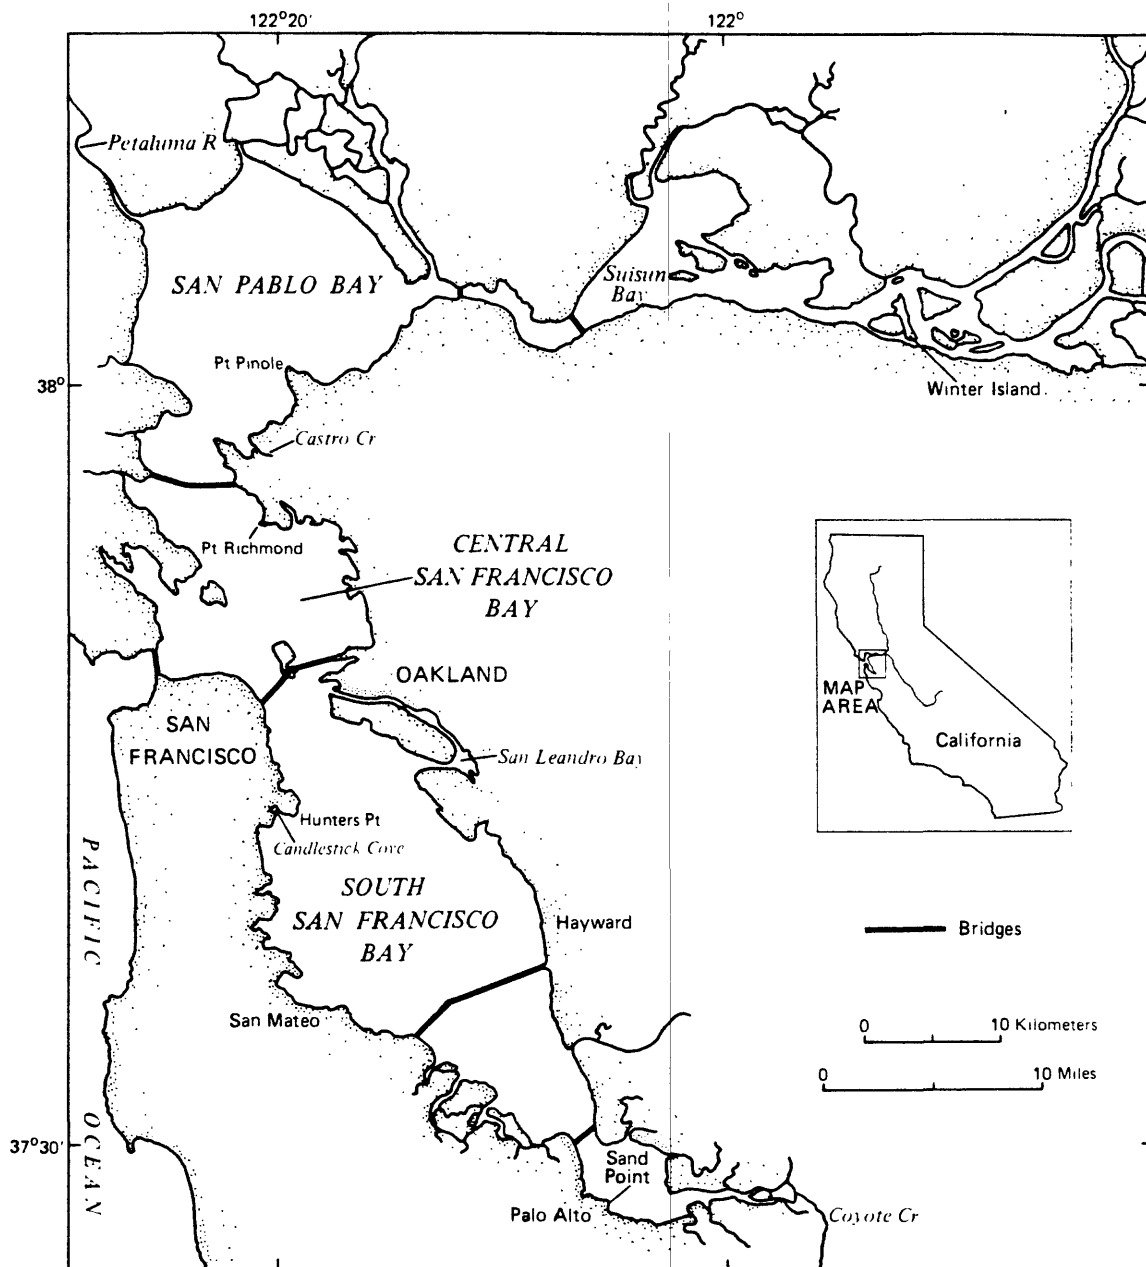 122°20'
122°
Petaluma R
SAN PABLO BAY
Suisun
Bay
Pt Pinole
38°
Winter Island
Castro Cr
Pt Richmond
CENTRAL
SAN FRANCISCO
BAY
OAKLAND
MAP
AREA
California
SAN
FRANCISCO
San Leandro Bay
Hunters Pt
Candlestick Cove
SOUTH
SAN FRANCISCO
BAY
Hayward
Bridges
PACIFIC OCEAN
San Mateo
0 10 Kilometers
0 10 Miles
37°30'
Sand
Point
Palo Alto
Coyote Cr